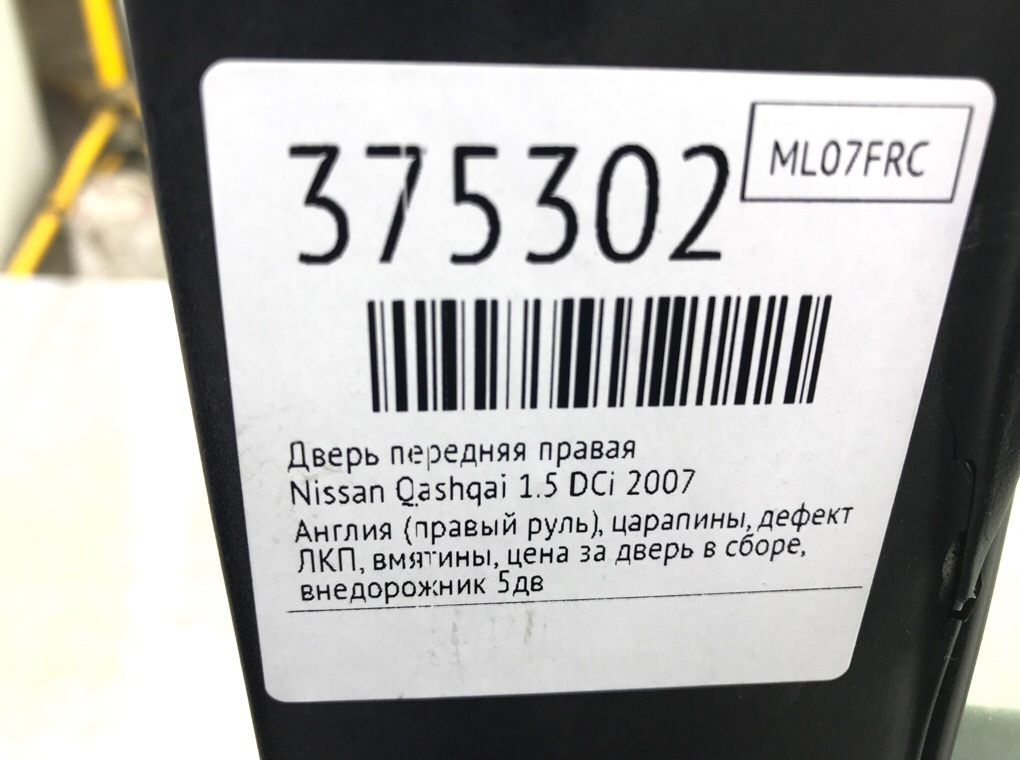 375302
ML07FRC
Дверь передняя правая
Nissan Qashqai 1.5 DCi 2007
Англия (правый руль), царапины, дефект
ЛКП, вмятины, цена за дверь в сборе,
внедорожник 5дв